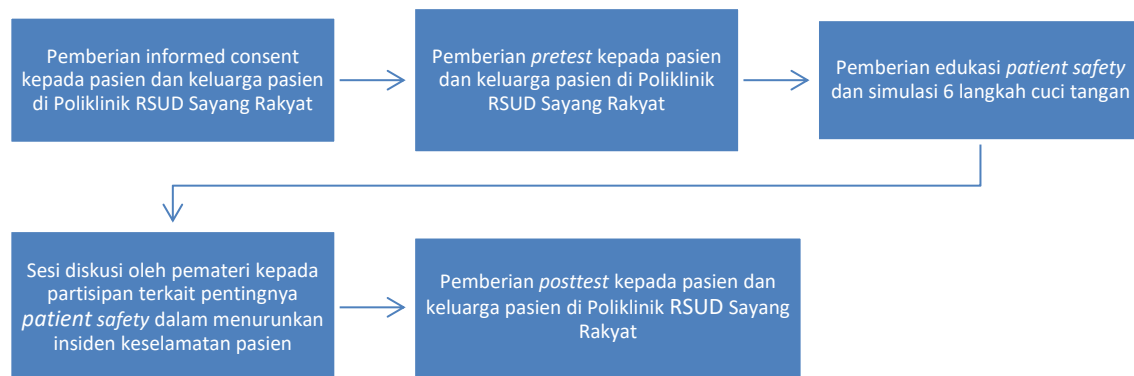 Pemberian informed consent
kepada pasien dan keluarga pasien
di Poliklinik RSUD Sayang Rakyat
Pemberian pretest kepada pasien
dan keluarga pasien di Poliklinik
RSUD Sayang Rakyat
Pemberian edukasi patient safety
dan simulasi 6 langkah cuci tangan
Sesi diskusi oleh pemateri kepada
partisipan terkait pentingnya
patient safety dalam menurunkan
insiden keselamatan pasien
Pemberian posttest kepada pasien dan
keluarga pasien di Poliklinik RSUD Sayang
Rakyat